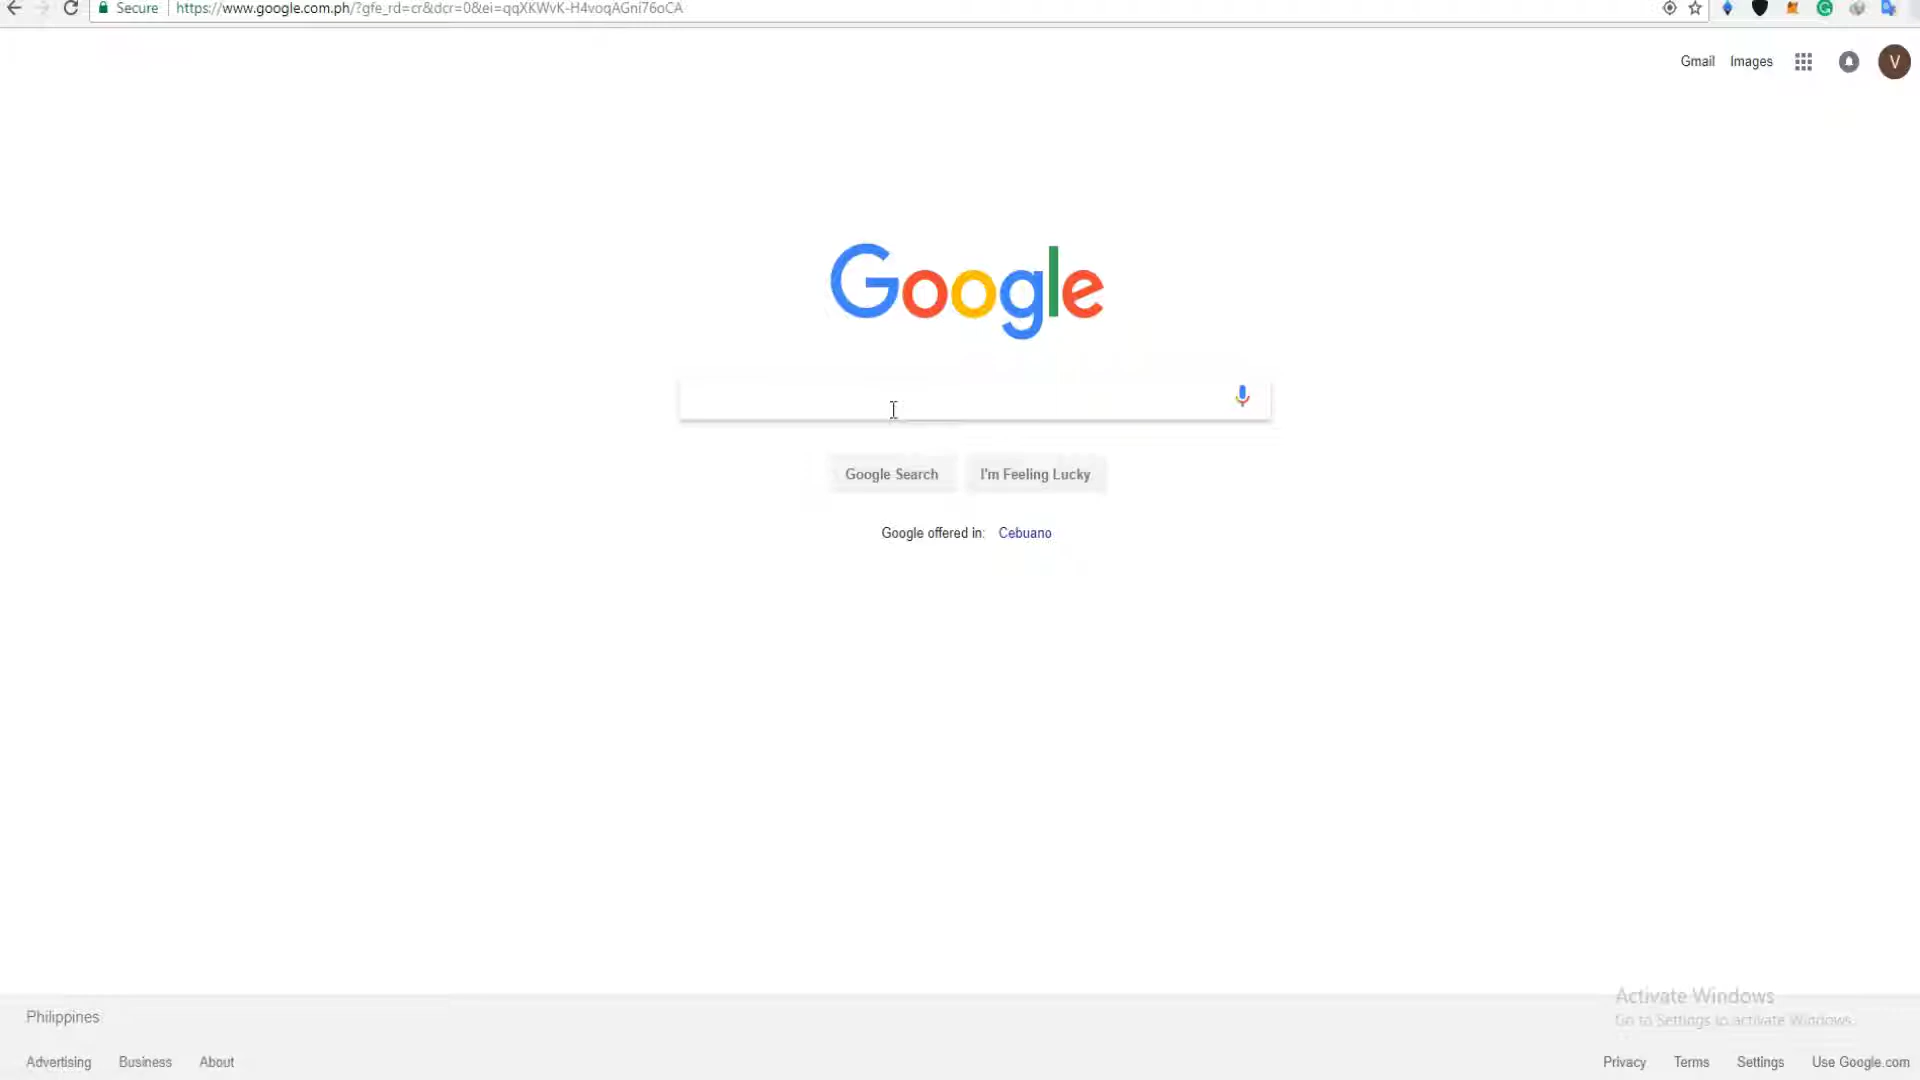 Secure https://www.google.com.ph/?gfe_rd=cr&dcr=0&ei=qqXKWvK-H4voqAGni76oCA
Gmail Images V
Google
Google Search I'm Feeling Lucky
Google offered in: Cebuano
Activate Windows
Go to Settings to activate Windows.
Philippines
Advertising Business About Privacy Terms Settings Use Google.com